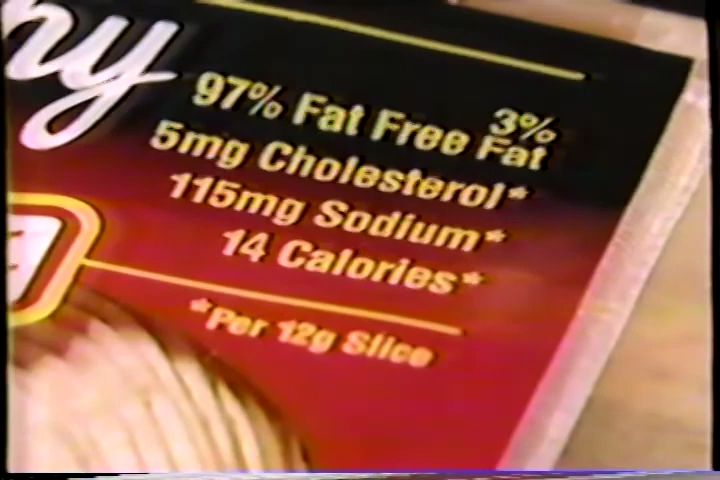 97% Fat Free 3% Fat
5mg Cholesterol*
115mg Sodium*
14 Calories*
*Per 12g Slice